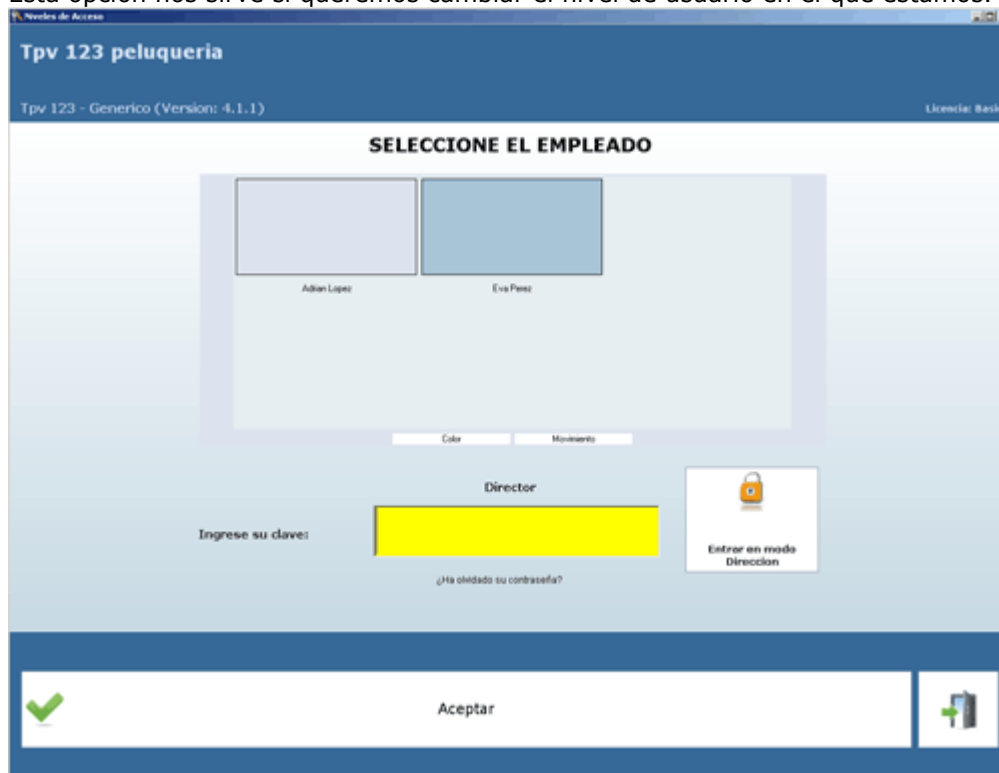 Esta opción nos sirve si queremos cambiar el nivel de usuario en el que estamos.
Niveles de Acceso
Tpv 123 peluqueria
Tpv 123 - Generico (Version: 4.1.1)
Licencia: Basi
SELECCIONE EL EMPLEADO
Adrian Lopez
Eva Perez
Color
Movimiento
Director
Ingrese su clave:
Entrar en modo
Direccion
¿Ha olvidado su contraseña?
Aceptar